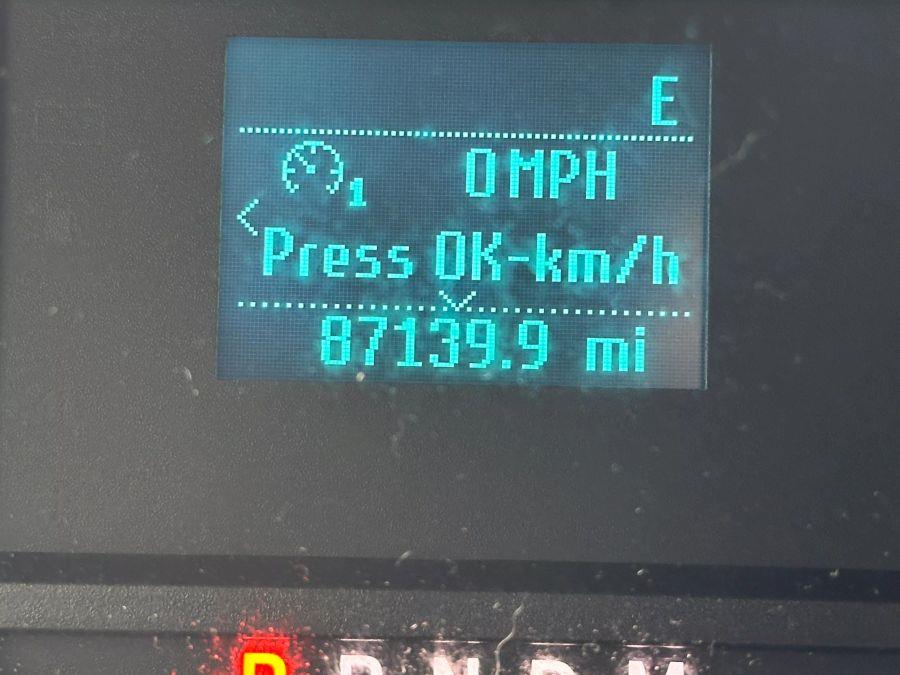 E
1 0 MPH
Press OK-km/h
87139.9 mi
P R N D M